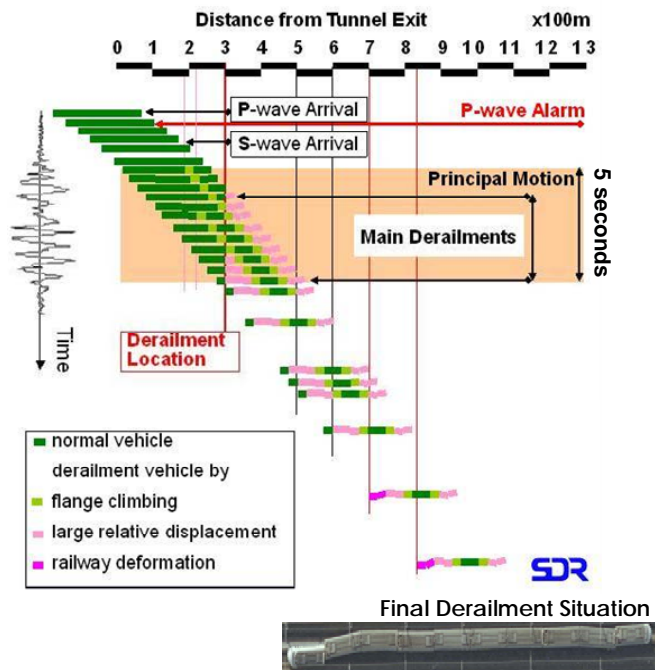 Distance from Tunnel Exit x100m
0 1 2 3 4 5 6 7 8 9 10 11 12 13
P-wave Arrival
P-wave Alarm
S-wave Arrival
Principal Motion
Main Derailments
5 seconds
Time
Derailment
Location
normal vehicle
derailment vehicle by
flange climbing
large relative displacement
railway deformation
SDR
Final Derailment Situation